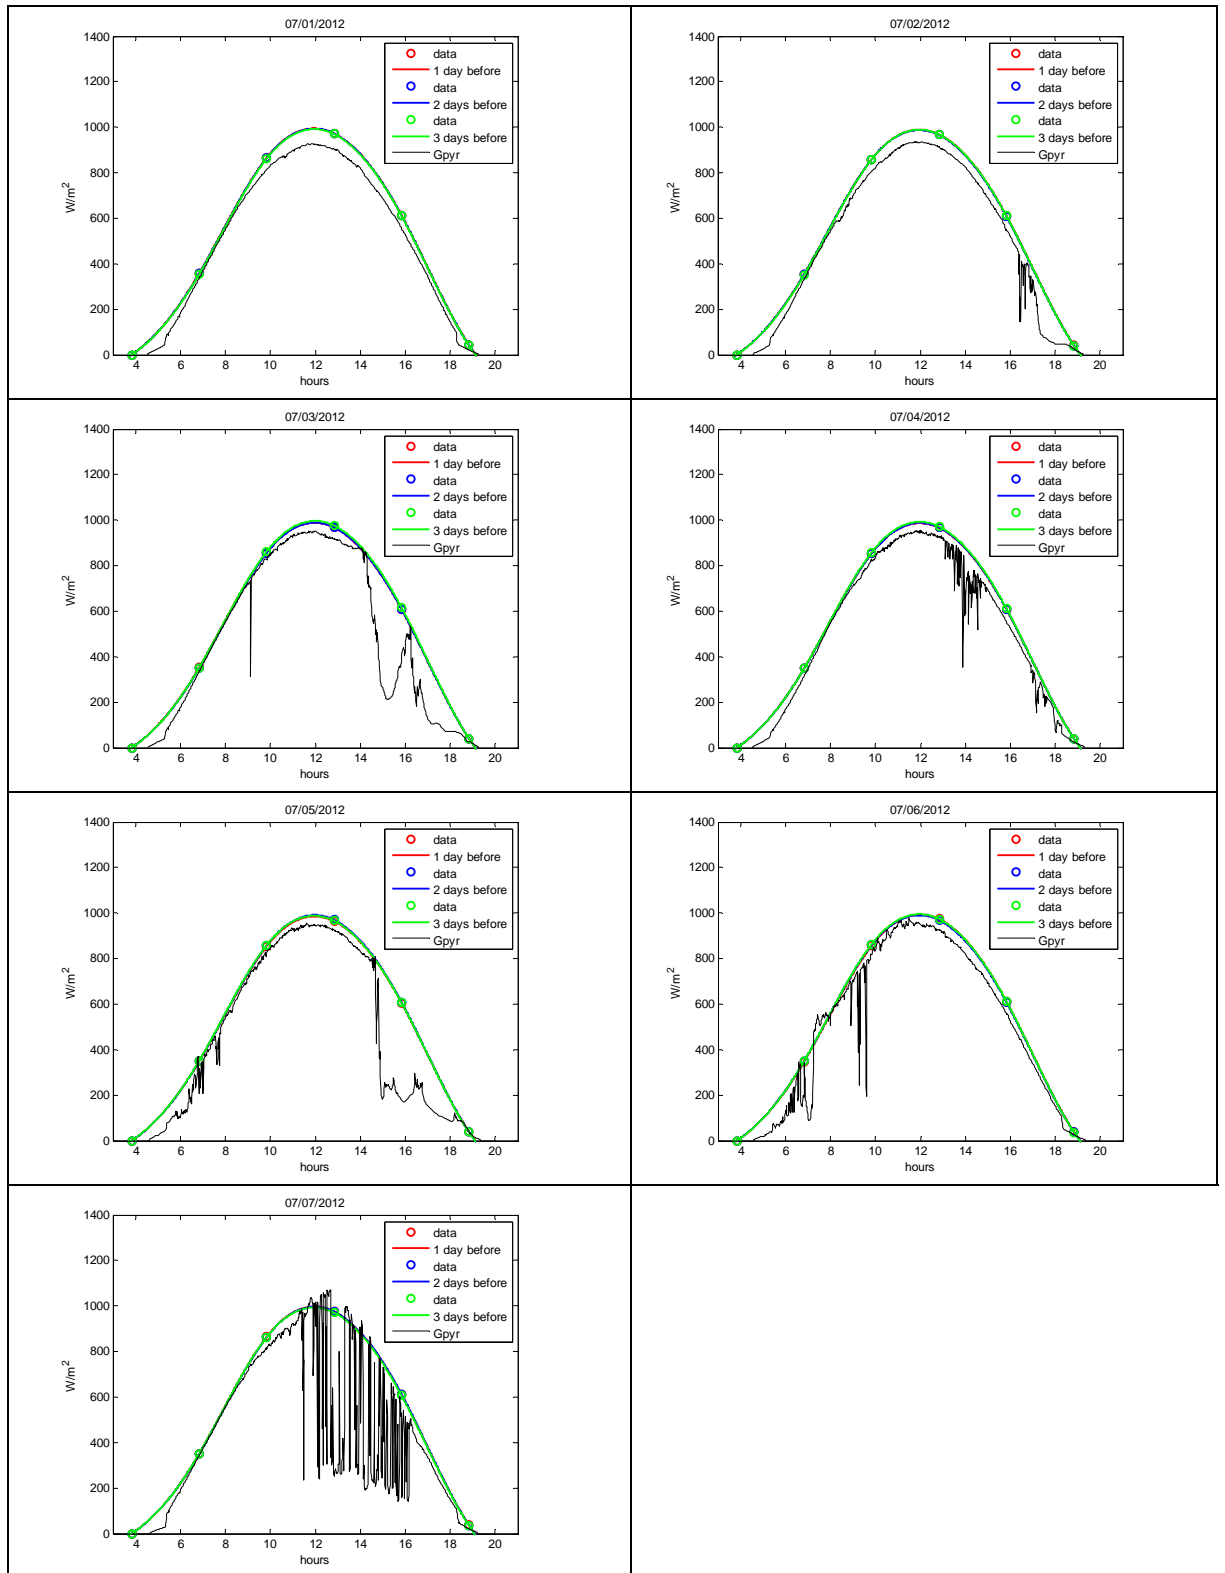 07/01/2012
1400
1200
1000
800
600
400
200
0
W/m²
4 6 8 10 12 14 16 18 20
hours
data
1 day before
data
2 days before
data
3 days before
Gpyr
07/02/2012
1400
1200
1000
800
600
400
200
0
W/m²
4 6 8 10 12 14 16 18 20
hours
data
1 day before
data
2 days before
data
3 days before
Gpyr
07/03/2012
1400
1200
1000
800
600
400
200
0
W/m²
4 6 8 10 12 14 16 18 20
hours
data
1 day before
data
2 days before
data
3 days before
Gpyr
07/04/2012
1400
1200
1000
800
600
400
200
0
W/m²
4 6 8 10 12 14 16 18 20
hours
data
1 day before
data
2 days before
data
3 days before
Gpyr
07/05/2012
1400
1200
1000
800
600
400
200
0
W/m²
4 6 8 10 12 14 16 18 20
hours
data
1 day before
data
2 days before
data
3 days before
Gpyr
07/06/2012
1400
1200
1000
800
600
400
200
0
W/m²
4 6 8 10 12 14 16 18 20
hours
data
1 day before
data
2 days before
data
3 days before
Gpyr
07/07/2012
1400
1200
1000
800
600
400
200
0
W/m²
4 6 8 10 12 14 16 18 20
hours
data
1 day before
data
2 days before
data
3 days before
Gpyr